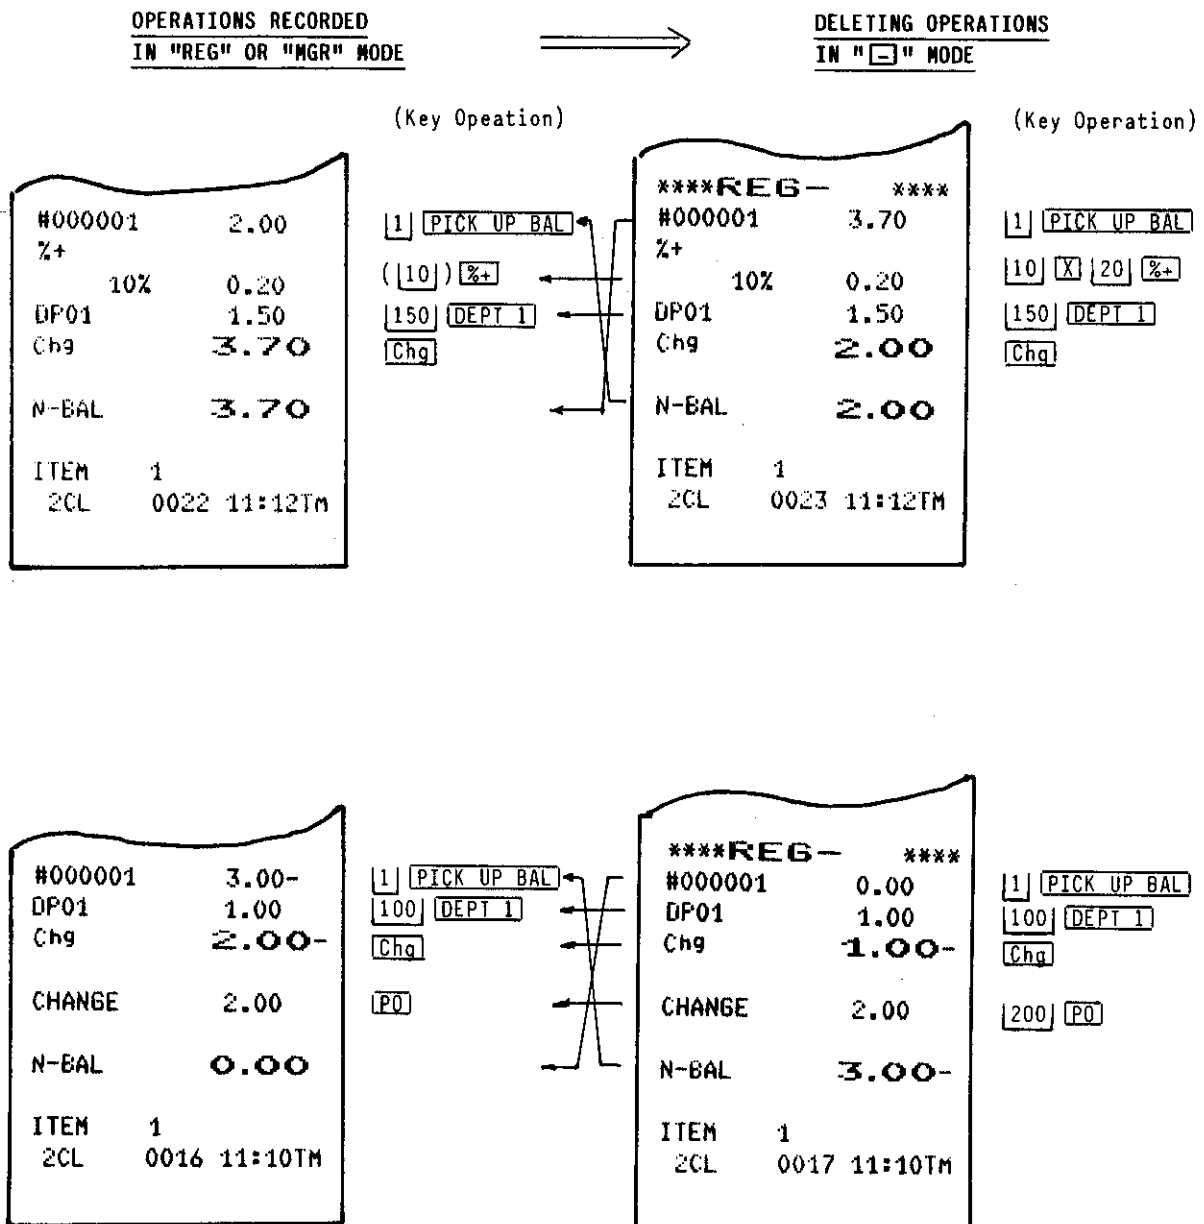 OPERATIONS RECORDED
IN "REG" OR "MGR" MODE
DELETING OPERATIONS
IN "[-]" MODE
(Key Opeation)
(Key Operation)
#000001 2.00
%+
10% 0.20
DP01 1.50
Chg 3.70
N-BAL 3.70
ITEM 1
2CL 0022 11:12TM
1 PICK UP BAL
(10) %+
150 DEPT 1
Chg
****REG- ****
#000001 3.70
%+
10% 0.20
DP01 1.50
Chg 2.00
N-BAL 2.00
ITEM 1
2CL 0023 11:12TM
1 PICK UP BAL
10 X 20 %+
150 DEPT 1
Chg
#000001 3.00-
DP01 1.00
Chg 2.00-
CHANGE 2.00
N-BAL 0.00
ITEM 1
2CL 0016 11:10TM
1 PICK UP BAL
100 DEPT 1
Chg
PO
****REG- ****
#000001 0.00
DP01 1.00
Chg 1.00-
CHANGE 2.00
N-BAL 3.00-
ITEM 1
2CL 0017 11:10TM
1 PICK UP BAL
100 DEPT 1
Chg
200 PO